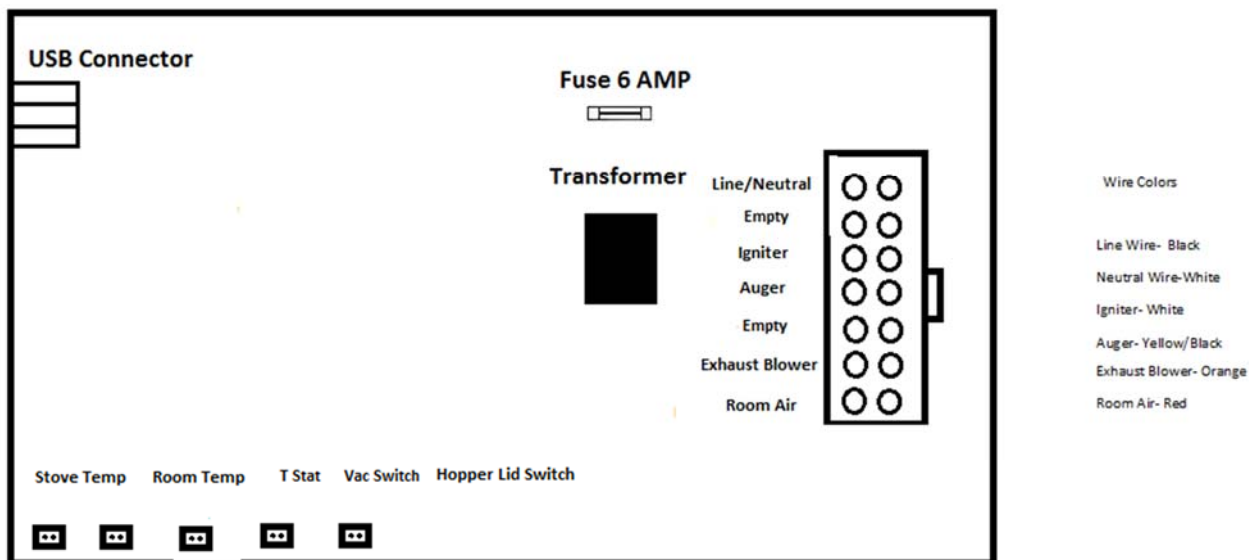 USB Connector
Fuse 6 AMP
Transformer
Line/Neutral
Empty
Igniter
Auger
Empty
Exhaust Blower
Room Air
Wire Colors
Line Wire- Black
Neutral Wire-White
Igniter- White
Auger- Yellow/Black
Exhaust Blower- Orange
Room Air- Red
Stove Temp Room Temp T Stat Vac Switch Hopper Lid Switch